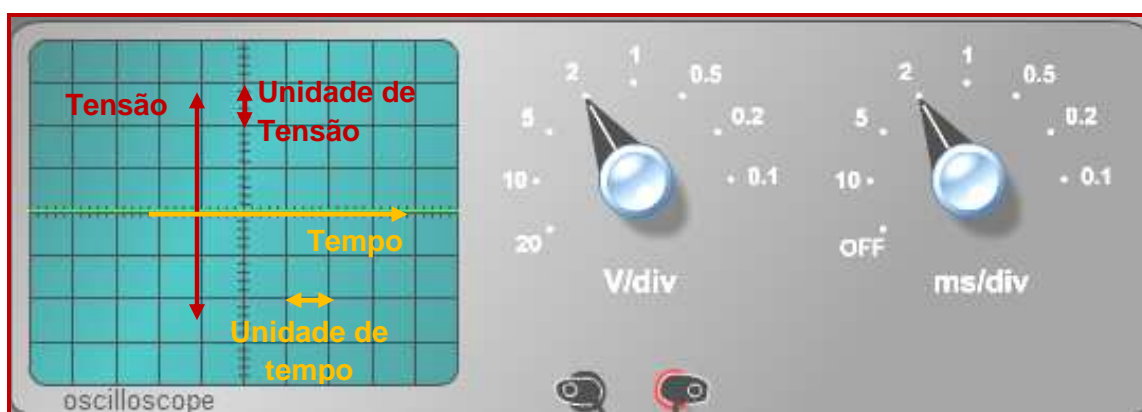 Tensão
Unidade de
Tensão
Tempo
Unidade de
tempo
oscilloscope
20
10
5
2
1
0.5
0.2
0.1
V/div
OFF
10
5
2
1
0.5
0.2
0.1
ms/div